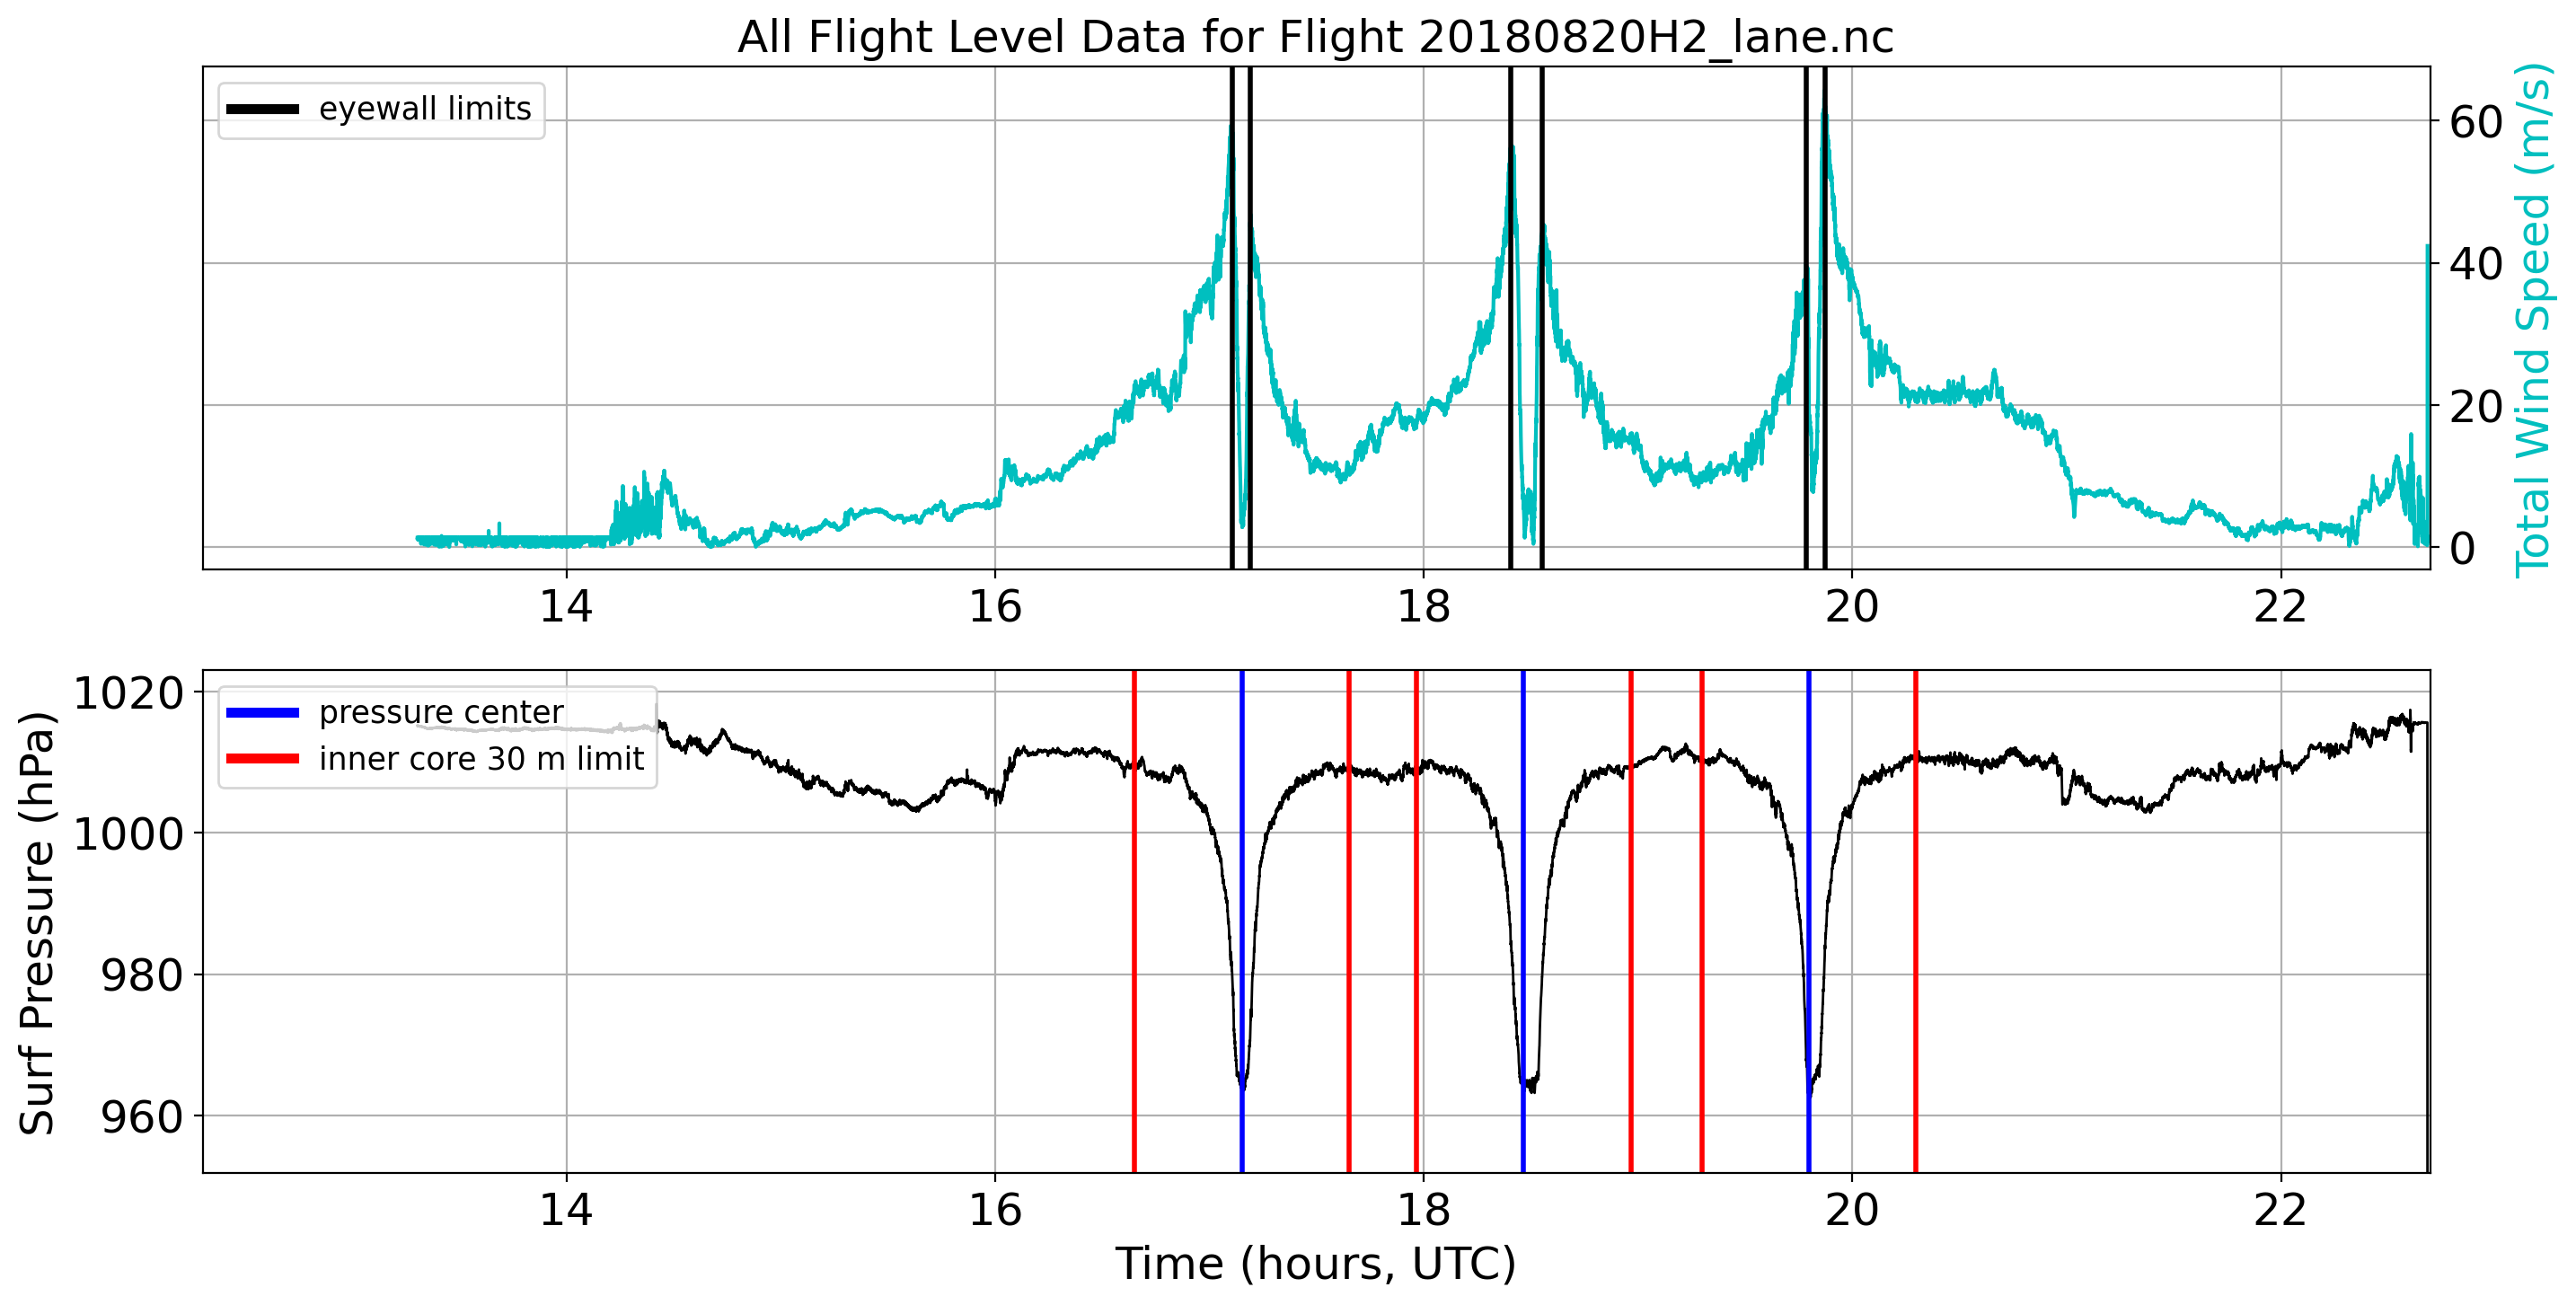 All Flight Level Data for Flight 20180820H2_lane.nc
eyewall limits
60
40
20
0
Total Wind Speed (m/s)
14 16 18 20 22
1020
1000
980
960
Surf Pressure (hPa)
pressure center
inner core 30 m limit
14 16 18 20 22
Time (hours, UTC)